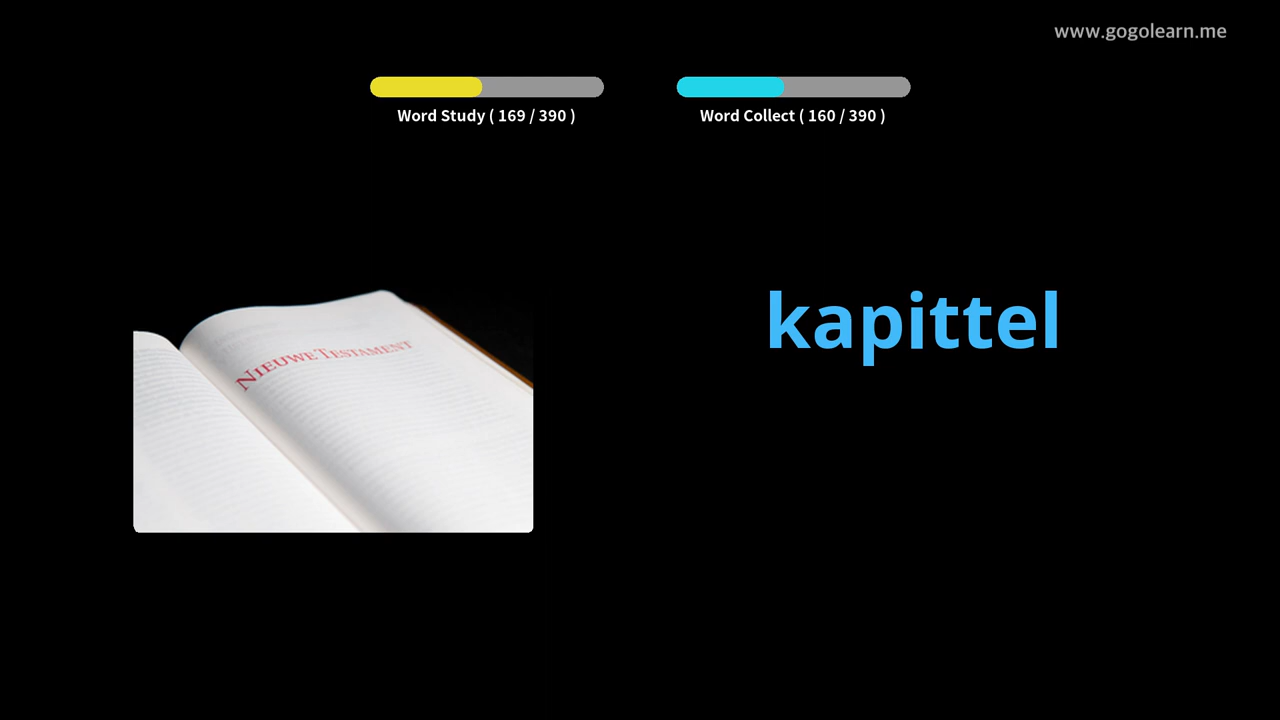 www.gogolearn.me
Word Study ( 169 / 390 )
Word Collect ( 160 / 390 )
kapittel
NIEUWE TESTAMENT